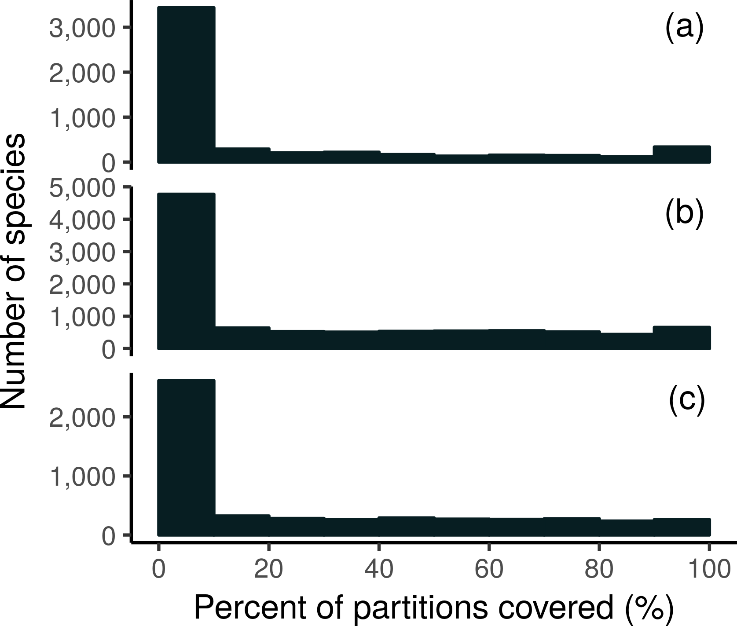 Number of species
3,000
2,000
1,000
0
(a)
5,000
4,000
3,000
2,000
1,000
0
(b)
2,000
1,000
0
(c)
0 20 40 60 80 100
Percent of partitions covered (%)